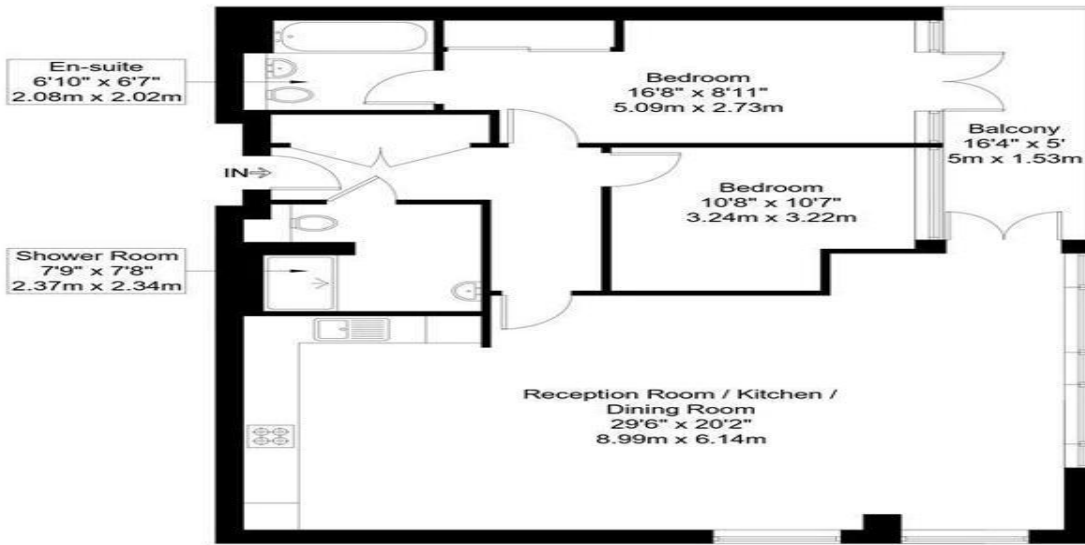 En-suite
6'10" x 6'7"
2.08m x 2.02m
Bedroom
16'8" x 8'11"
5.09m x 2.73m
Balcony
16'4" x 5'
5m x 1.53m
IN
Bedroom
10'8" x 10'7"
3.24m x 3.22m
Shower Room
7'9" x 7'8"
2.37m x 2.34m
Reception Room / Kitchen /
Dining Room
29'6" x 20'2"
8.99m x 6.14m